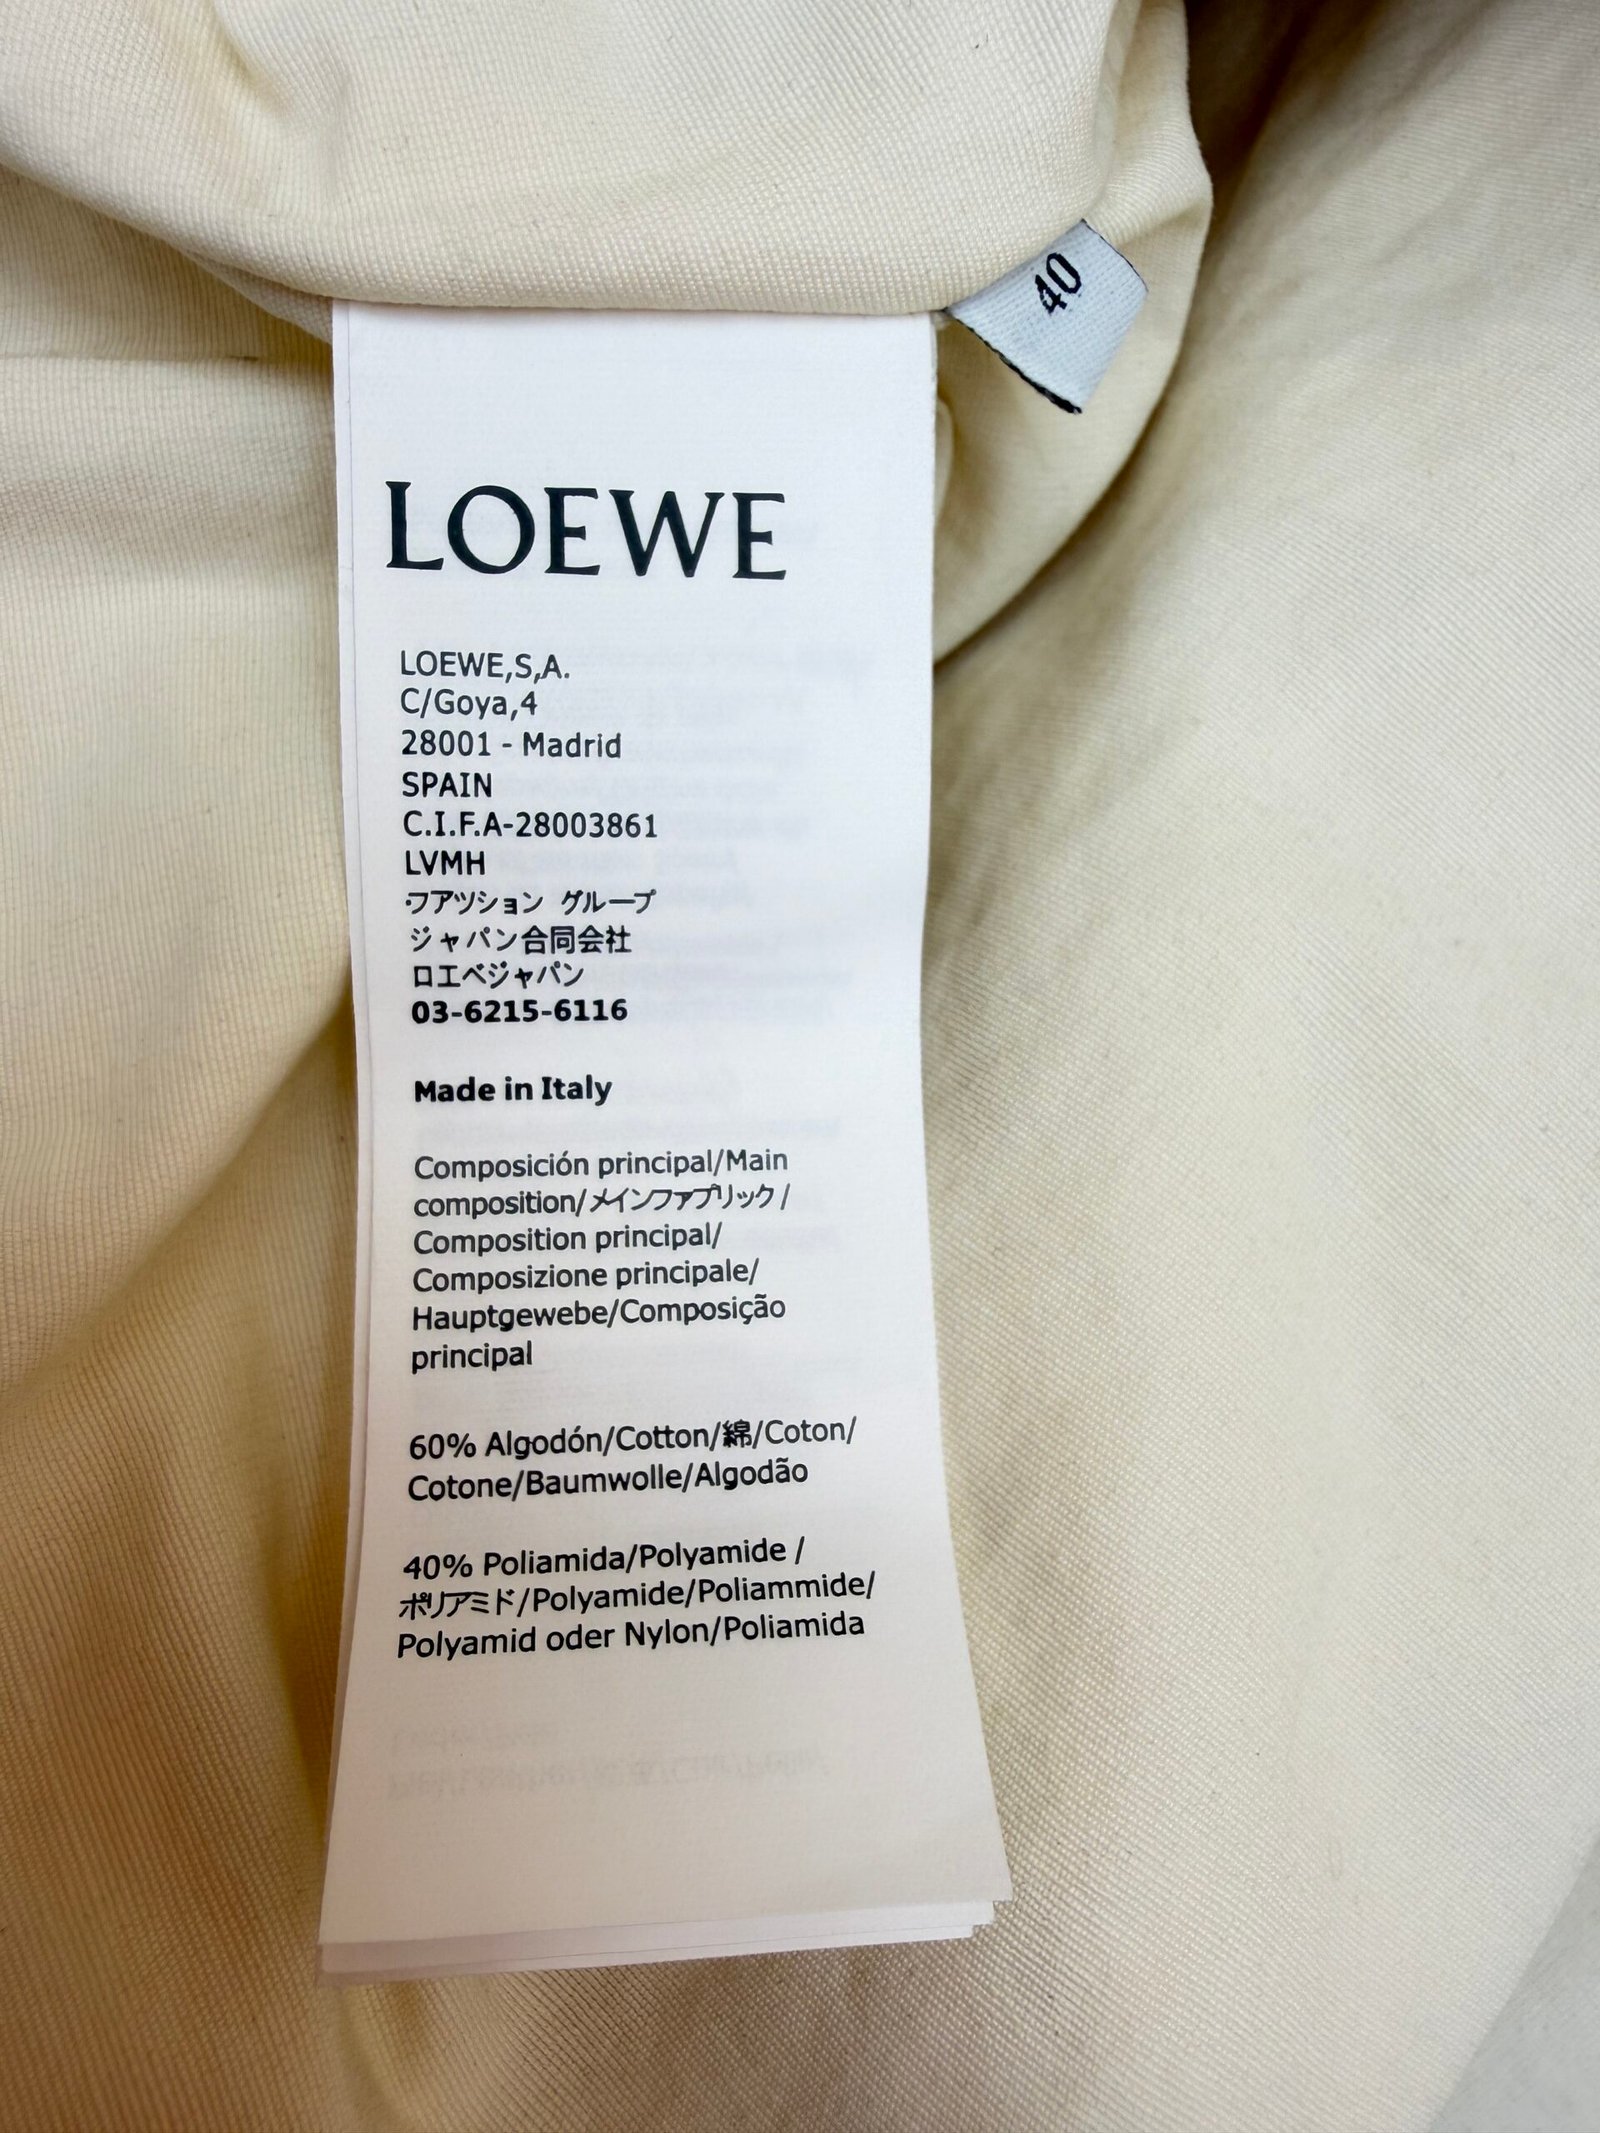 40
LOEWE
LOEWE,S,A.
C/Goya,4
28001 - Madrid
SPAIN
C.I.F.A-28003861
LVMH
・フアツション グループ
ジャパン合同会社
ロエベジャパン
03-6215-6116
Made in Italy
Composición principal/Main
composition/メインファブリック/
Composition principal/
Composizione principale/
Hauptgewebe/Composição
principal
60% Algodón/Cotton/綿/Coton/
Cotone/Baumwolle/Algodão
40% Poliamida/Polyamide /
ポリアミド/Polyamide/Poliammide/
Polyamid oder Nylon/Poliamida